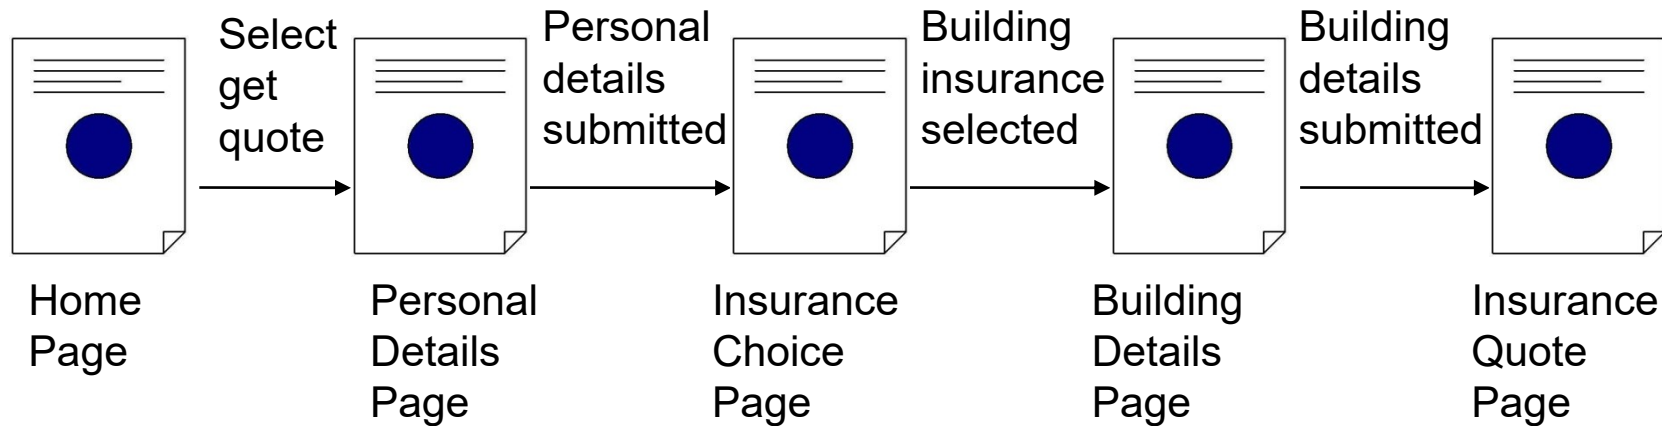 Select
get
quote
Personal
details
submitted
Building
insurance
selected
Building
details
submitted
Home
Page
Personal
Details
Page
Insurance
Choice
Page
Building
Details
Page
Insurance
Quote
Page